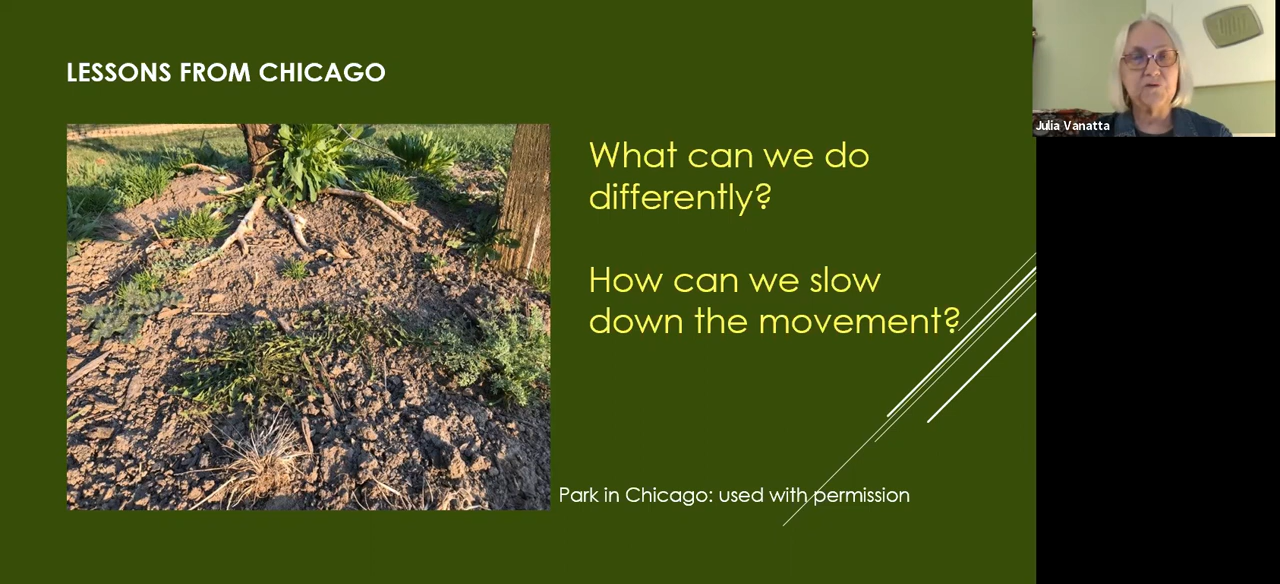 LESSONS FROM CHICAGO
What can we do
differently?
How can we slow
down the movement?
Park in Chicago: used with permission
Julia Vanatta